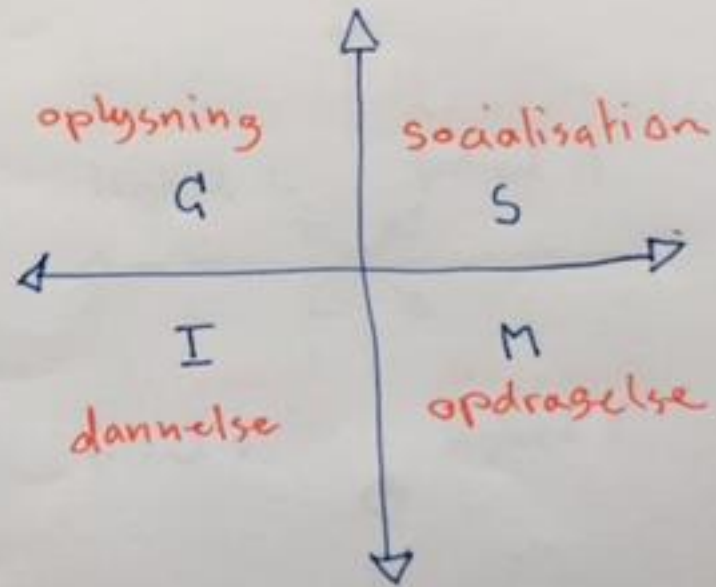 oplysning
socialisation
G
S
I
M
dannelse
opdragelse